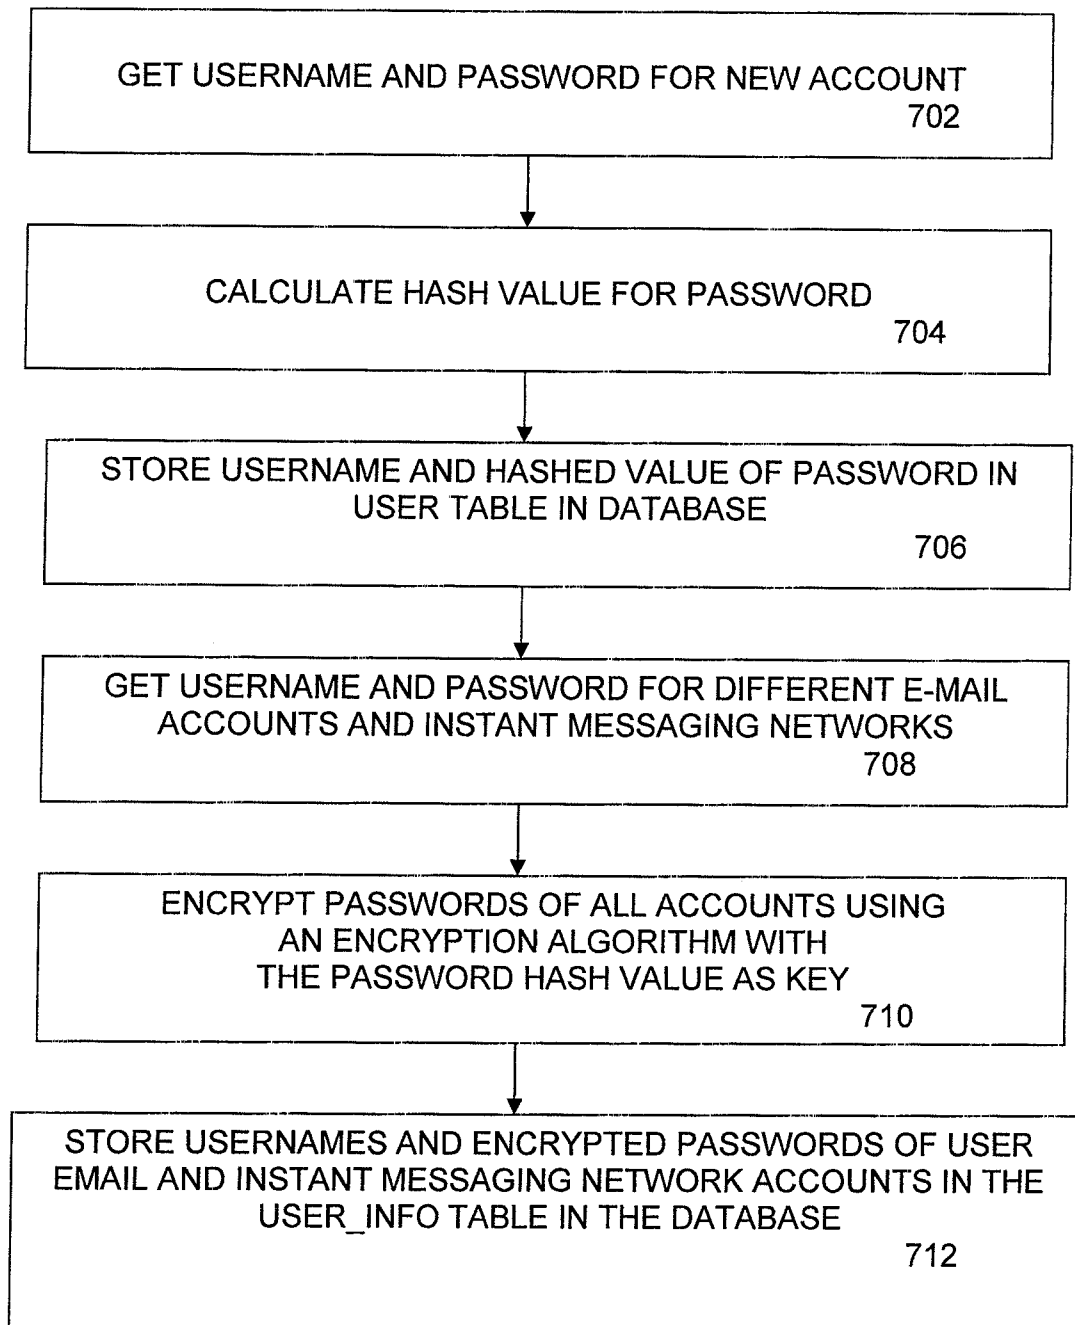 GET USERNAME AND PASSWORD FOR NEW ACCOUNT
702
CALCULATE HASH VALUE FOR PASSWORD
704
STORE USERNAME AND HASHED VALUE OF PASSWORD IN
USER TABLE IN DATABASE
706
GET USERNAME AND PASSWORD FOR DIFFERENT E-MAIL
ACCOUNTS AND INSTANT MESSAGING NETWORKS
708
ENCRYPT PASSWORDS OF ALL ACCOUNTS USING
AN ENCRYPTION ALGORITHM WITH
THE PASSWORD HASH VALUE AS KEY
710
STORE USERNAMES AND ENCRYPTED PASSWORDS OF USER
EMAIL AND INSTANT MESSAGING NETWORK ACCOUNTS IN THE
USER_INFO TABLE IN THE DATABASE
712